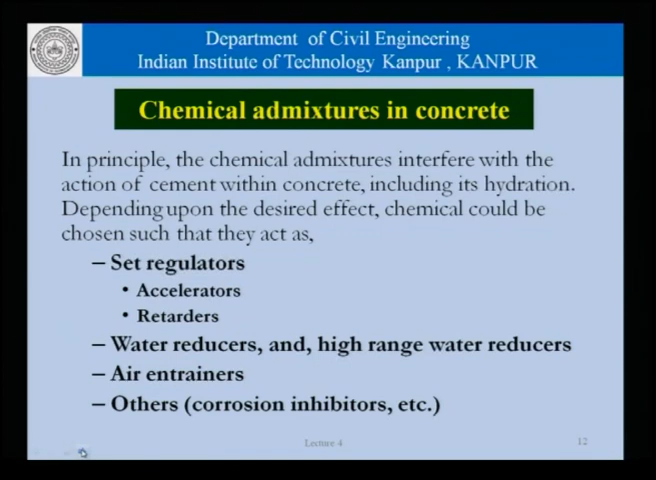 Department of Civil Engineering
Indian Institute of Technology Kanpur , KANPUR
Chemical admixtures in concrete
In principle, the chemical admixtures interfere with the
action of cement within concrete, including its hydration.
Depending upon the desired effect, chemical could be
chosen such that they act as,
– Set regulators
• Accelerators
• Retarders
– Water reducers, and, high range water reducers
– Air entrainers
– Others (corrosion inhibitors, etc.)
Lecture 4
12